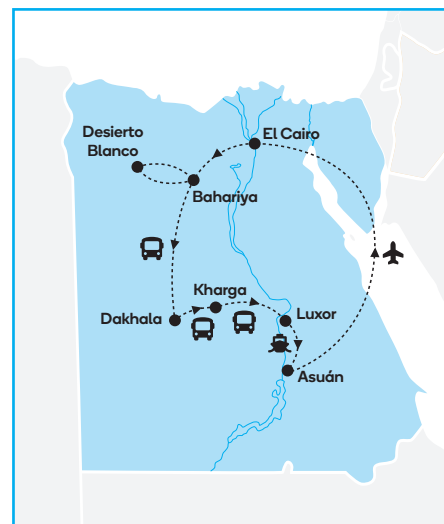 Desierto
Blanco
El Cairo
Bahariya
Kharga
Dakhala
Luxor
Asuán